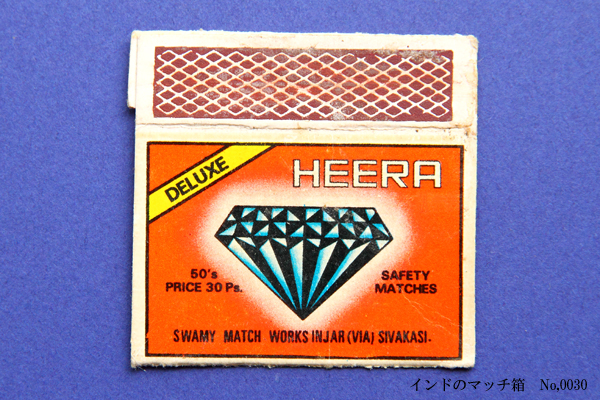 DELUXE
HEERA
50's
PRICE 30 Ps.
SAFETY
MATCHES
SWAMY MATCH WORKS INJAR (VIA) SIVAKASI.
インドのマッチ箱 No,0030